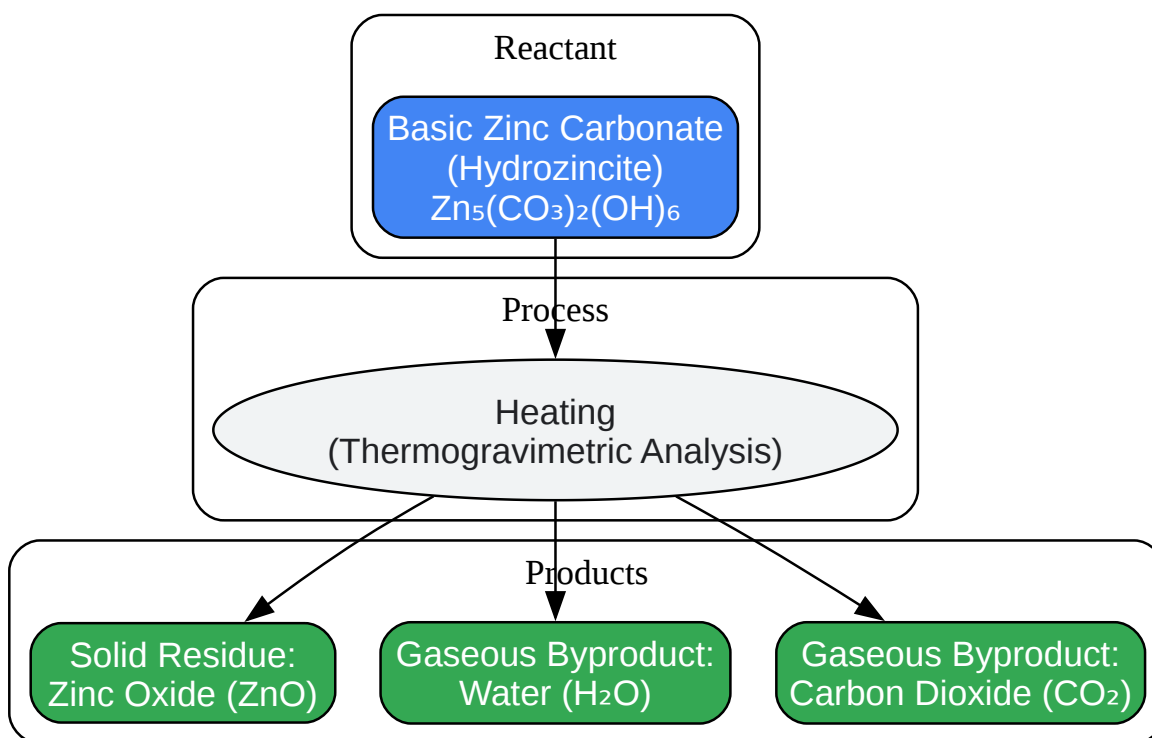 Reactant
Basic Zinc Carbonate
(Hydrozincite)
Zn₅(CO₃)₂(OH)₆
Process
Heating
(Thermogravimetric Analysis)
Products
Solid Residue:
Zinc Oxide (ZnO)
Gaseous Byproduct:
Water (H₂O)
Gaseous Byproduct:
Carbon Dioxide (CO₂)